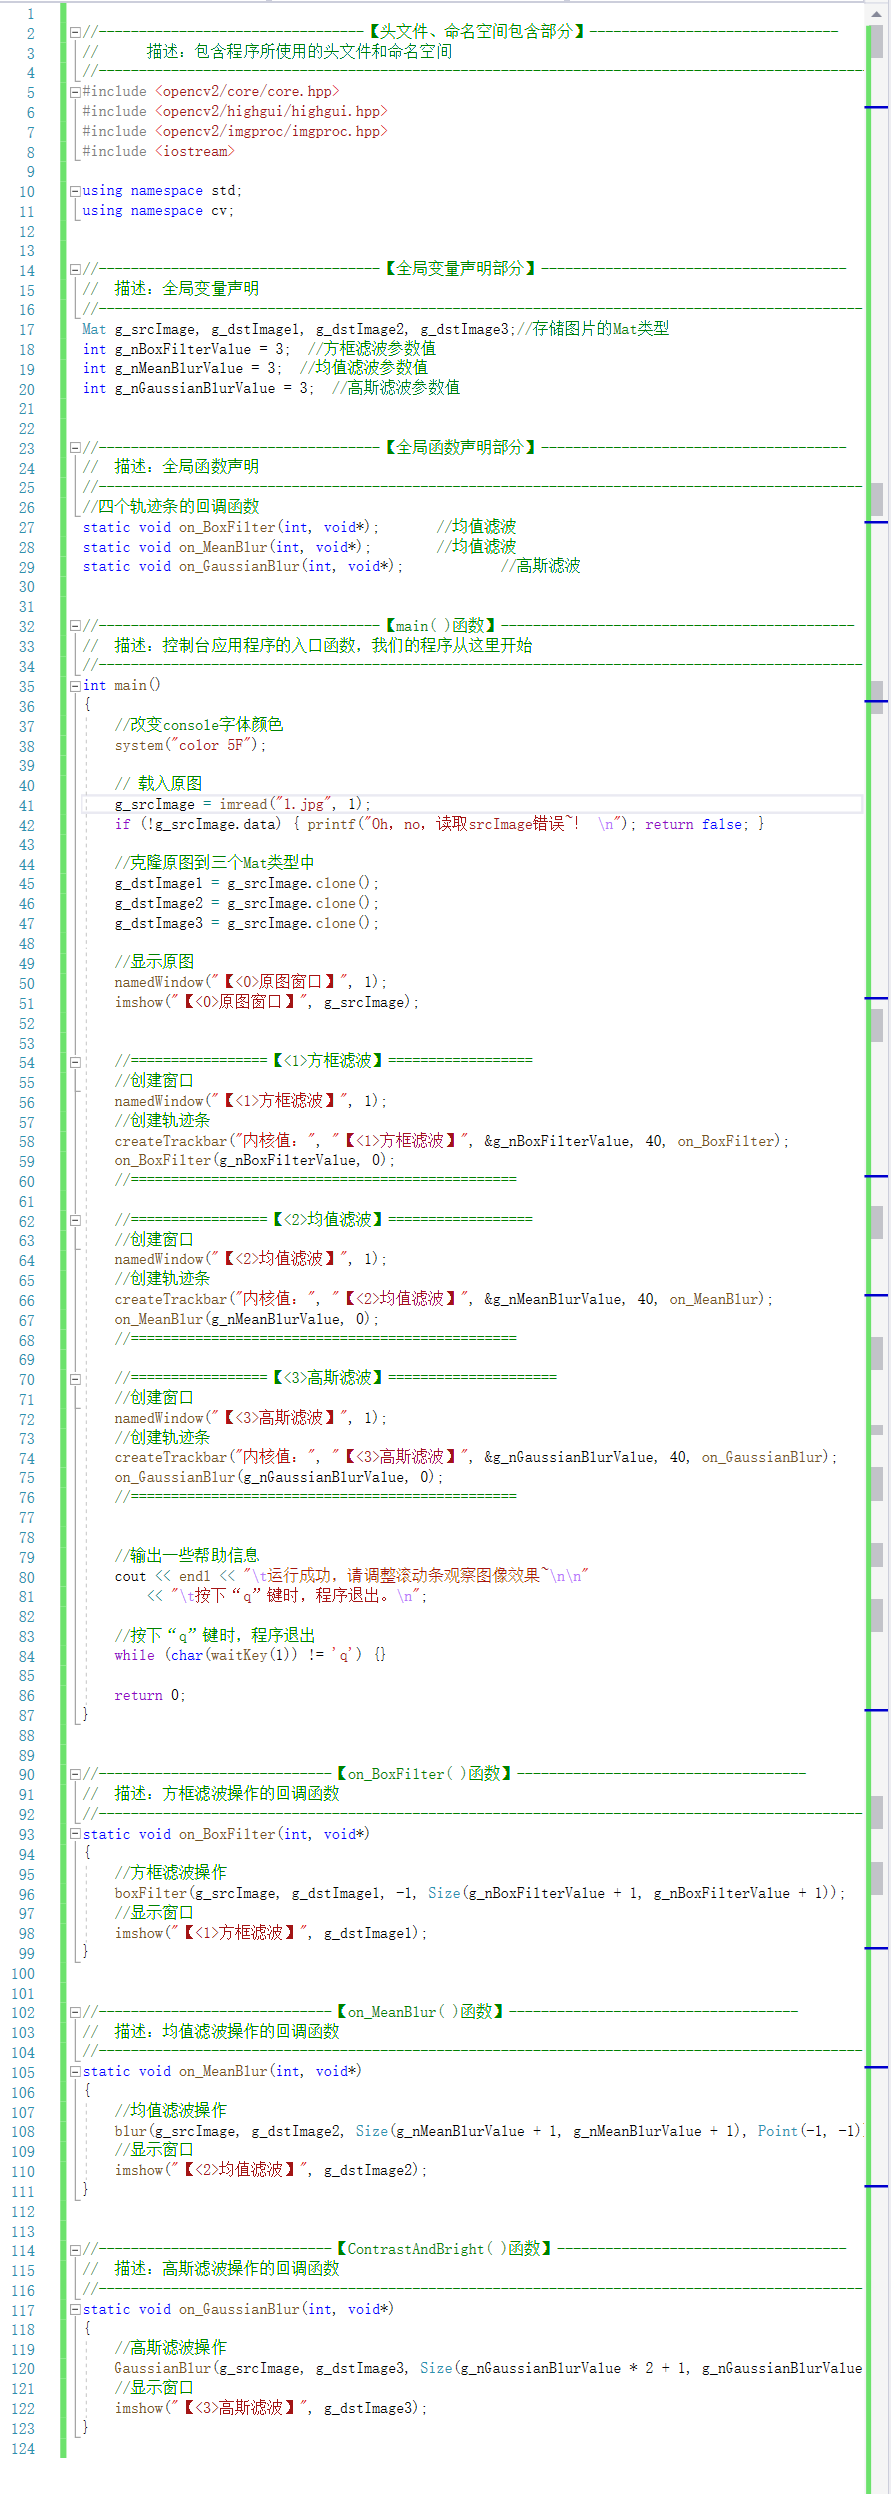 1
2 //---------------------------------【头文件、命名空间包含部分】-------------------------------
3 //      描述：包含程序所使用的头文件和命名空间
4 //------------------------------------------------------------------------------------------------
5 #include <opencv2/core/core.hpp>
6 #include <opencv2/highgui/highgui.hpp>
7 #include <opencv2/imgproc/imgproc.hpp>
8 #include <iostream>
9
10 using namespace std;
11 using namespace cv;
12
13
14 //-----------------------------------【全局变量声明部分】--------------------------------------
15 //  描述：全局变量声明
16 //------------------------------------------------------------------------------------------------
17 Mat g_srcImage, g_dstImage1, g_dstImage2, g_dstImage3;//存储图片的Mat类型
18 int g_nBoxFilterValue = 3;  //方框滤波参数值
19 int g_nMeanBlurValue = 3;  //均值滤波参数值
20 int g_nGaussianBlurValue = 3;  //高斯滤波参数值
21
22
23 //-----------------------------------【全局函数声明部分】--------------------------------------
24 //  描述：全局函数声明
25 //------------------------------------------------------------------------------------------------
26 //四个轨迹条的回调函数
27 static void on_BoxFilter(int, void*);       //均值滤波
28 static void on_MeanBlur(int, void*);        //均值滤波
29 static void on_GaussianBlur(int, void*);            //高斯滤波
30
31
32 //-----------------------------------【main( )函数】--------------------------------------------
33 //  描述：控制台应用程序的入口函数，我们的程序从这里开始
34 //------------------------------------------------------------------------------------------------
35 int main()
36 {
37     //改变console字体颜色
38     system("color 5F");
39
40     // 载入原图
41     g_srcImage = imread("1.jpg", 1);
42     if (!g_srcImage.data) { printf("Oh，no，读取srcImage错误~！ \n"); return false; }
43
44     //克隆原图到三个Mat类型中
45     g_dstImage1 = g_srcImage.clone();
46     g_dstImage2 = g_srcImage.clone();
47     g_dstImage3 = g_srcImage.clone();
48
49     //显示原图
50     namedWindow("【<0>原图窗口】", 1);
51     imshow("【<0>原图窗口】", g_srcImage);
52
53
54     //=================【<1>方框滤波】==================
55     //创建窗口
56     namedWindow("【<1>方框滤波】", 1);
57     //创建轨迹条
58     createTrackbar("内核值：", "【<1>方框滤波】", &g_nBoxFilterValue, 40, on_BoxFilter);
59     on_BoxFilter(g_nBoxFilterValue, 0);
60     //================================================
61
62     //=================【<2>均值滤波】==================
63     //创建窗口
64     namedWindow("【<2>均值滤波】", 1);
65     //创建轨迹条
66     createTrackbar("内核值：", "【<2>均值滤波】", &g_nMeanBlurValue, 40, on_MeanBlur);
67     on_MeanBlur(g_nMeanBlurValue, 0);
68     //================================================
69
70     //=================【<3>高斯滤波】=====================
71     //创建窗口
72     namedWindow("【<3>高斯滤波】", 1);
73     //创建轨迹条
74     createTrackbar("内核值：", "【<3>高斯滤波】", &g_nGaussianBlurValue, 40, on_GaussianBlur);
75     on_GaussianBlur(g_nGaussianBlurValue, 0);
76     //================================================
77
78
79     //输出一些帮助信息
80     cout << endl << "\t运行成功，请调整滚动条观察图像效果~\n\n"
81         << "\t按下“q”键时，程序退出。\n";
82
83     //按下“q”键时，程序退出
84     while (char(waitKey(1)) != 'q') {}
85
86     return 0;
87 }
88
89
90 //-----------------------------【on_BoxFilter( )函数】------------------------------------
91 //  描述：方框滤波操作的回调函数
92 //------------------------------------------------------------------------------------------------
93 static void on_BoxFilter(int, void*)
94 {
95     //方框滤波操作
96     boxFilter(g_srcImage, g_dstImage1, -1, Size(g_nBoxFilterValue + 1, g_nBoxFilterValue + 1));
97     //显示窗口
98     imshow("【<1>方框滤波】", g_dstImage1);
99 }
100
101
102 //-----------------------------【on_MeanBlur( )函数】------------------------------------
103 //  描述：均值滤波操作的回调函数
104 //------------------------------------------------------------------------------------------------
105 static void on_MeanBlur(int, void*)
106 {
107     //均值滤波操作
108     blur(g_srcImage, g_dstImage2, Size(g_nMeanBlurValue + 1, g_nMeanBlurValue + 1), Point(-1, -1)
109     //显示窗口
110     imshow("【<2>均值滤波】", g_dstImage2);
111 }
112
113
114 //-----------------------------【ContrastAndBright( )函数】------------------------------------
115 //  描述：高斯滤波操作的回调函数
116 //------------------------------------------------------------------------------------------------
117 static void on_GaussianBlur(int, void*)
118 {
119     //高斯滤波操作
120     GaussianBlur(g_srcImage, g_dstImage3, Size(g_nGaussianBlurValue * 2 + 1, g_nGaussianBlurValue
121     //显示窗口
122     imshow("【<3>高斯滤波】", g_dstImage3);
123 }
124